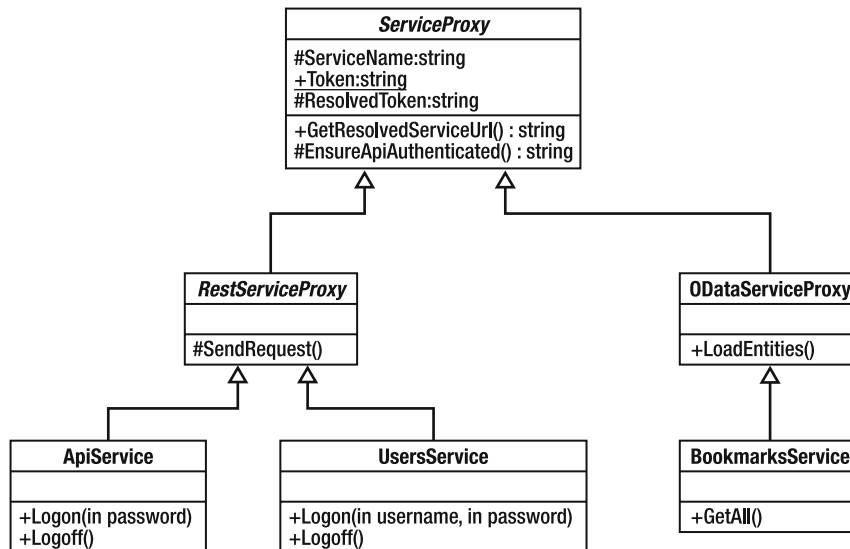 ServiceProxy
#ServiceName:string
+Token:string
#ResolvedToken:string
+GetResolvedServiceUrl() : string
#EnsureApiAuthenticated() : string
RestServiceProxy
#SendRequest()
ODataServiceProxy
+LoadEntities()
ApiService
+Logon(in password)
+Logoff()
UsersService
+Logon(in username, in password)
+Logoff()
BookmarksService
+GetAll()